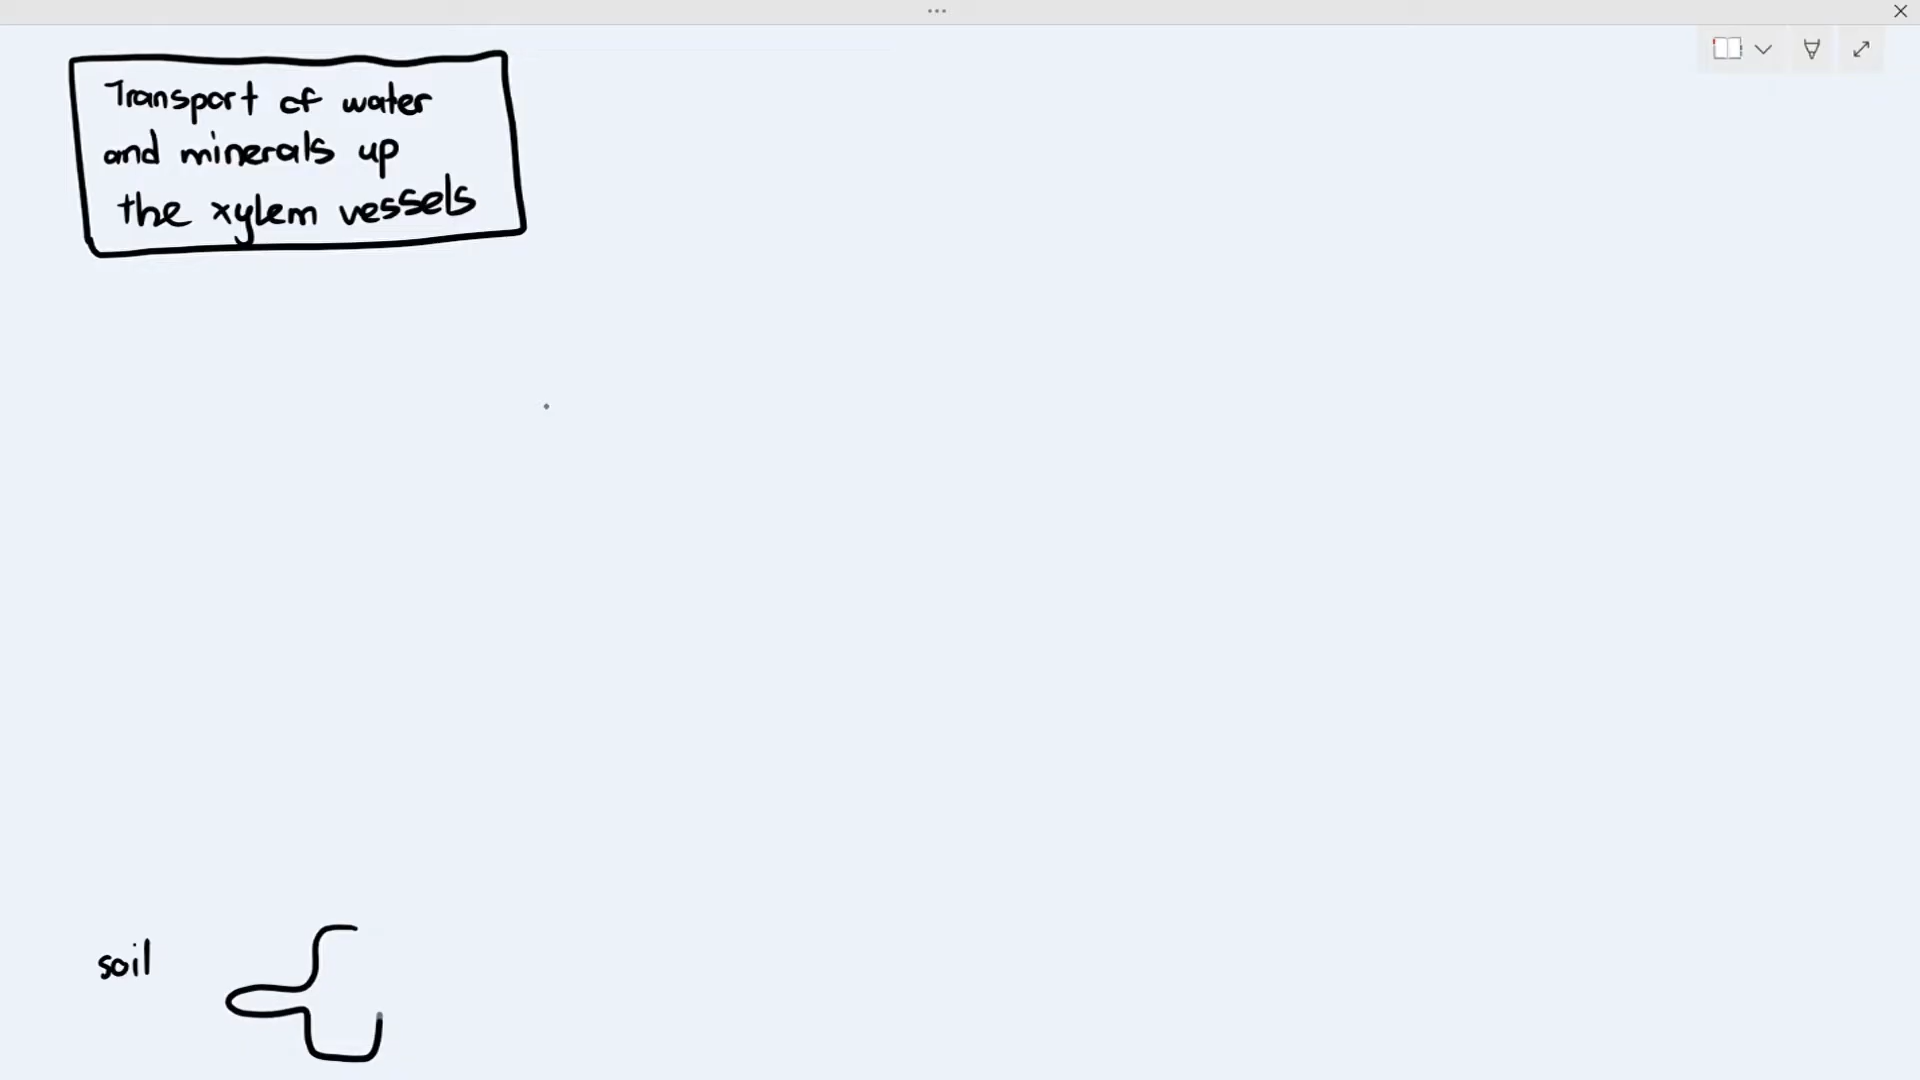 Transport of water
and minerals up
the xylem vessels
soil